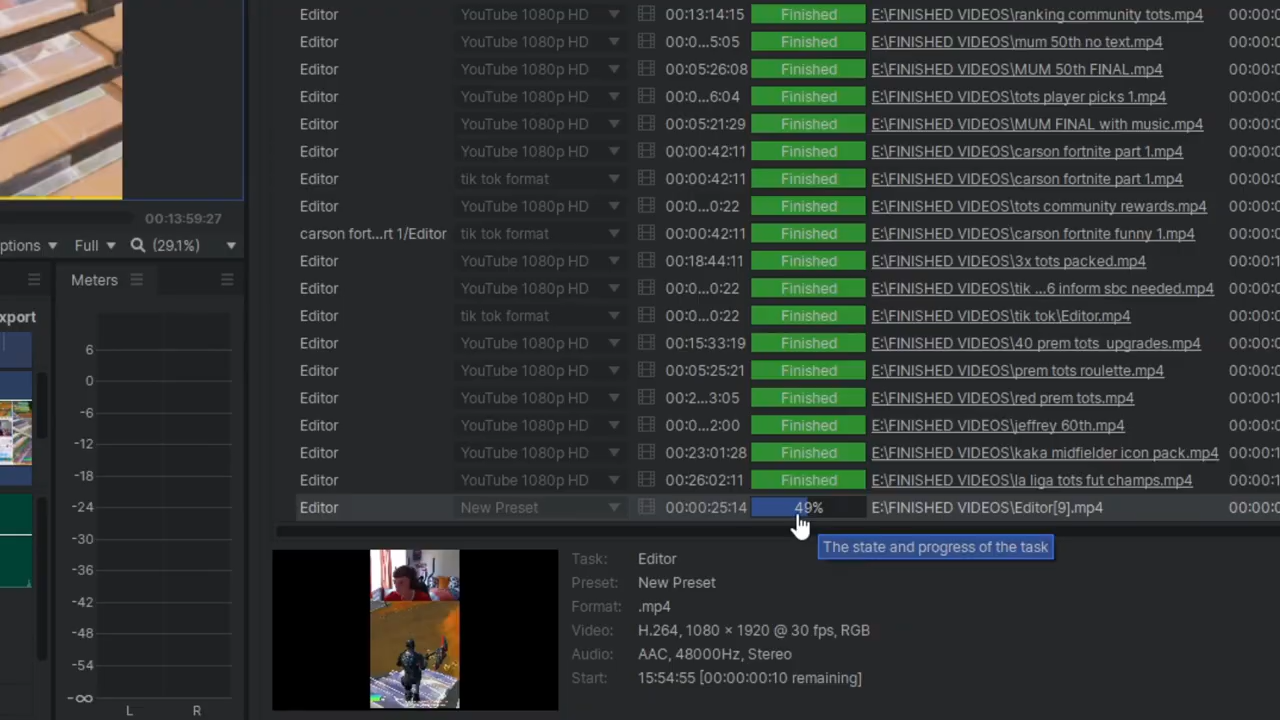 Editor YouTube 1080p HD 00:13:14:15 Finished E:\FINISHED VIDEOS\ranking community tots.mp4 00:00:
Editor YouTube 1080p HD 00:0...5:05 Finished E:\FINISHED VIDEOS\mum 50th no text.mp4 00:00:0
Editor YouTube 1080p HD 00:05:26:08 Finished E:\FINISHED VIDEOS\MUM 50th FINAL.mp4 00:00:0
Editor YouTube 1080p HD 00:0...6:04 Finished E:\FINISHED VIDEOS\tots player picks 1.mp4 00:00:0
Editor YouTube 1080p HD 00:05:21:29 Finished E:\FINISHED VIDEOS\MUM FINAL with music.mp4 00:00:0
Editor YouTube 1080p HD 00:00:42:11 Finished E:\FINISHED VIDEOS\carson fortnite part 1.mp4 00:00:0
Editor tik tok format 00:00:42:11 Finished E:\FINISHED VIDEOS\carson fortnite part 1.mp4 00:00:0
Editor YouTube 1080p HD 00:0...0:22 Finished E:\FINISHED VIDEOS\tots community rewards.mp4 00:00:0
carson fort...rt 1/Editor tik tok format 00:00:42:11 Finished E:\FINISHED VIDEOS\carson fortnite funny 1.mp4 00:00:0
Editor YouTube 1080p HD 00:18:44:11 Finished E:\FINISHED VIDEOS\3x tots packed.mp4 00:00:1
Editor YouTube 1080p HD 00:0...0:22 Finished E:\FINISHED VIDEOS\tik ...6 inform sbc needed.mp4 00:00:0
Editor tik tok format 00:0...0:22 Finished E:\FINISHED VIDEOS\tik tok\Editor.mp4 00:00:0
Editor YouTube 1080p HD 00:15:33:19 Finished E:\FINISHED VIDEOS\40 prem tots upgrades.mp4 00:00:1
Editor YouTube 1080p HD 00:05:25:21 Finished E:\FINISHED VIDEOS\prem tots roulette.mp4 00:00:0
Editor YouTube 1080p HD 00:2...3:05 Finished E:\FINISHED VIDEOS\red prem tots.mp4 00:00:1
Editor YouTube 1080p HD 00:0...2:00 Finished E:\FINISHED VIDEOS\jeffrey 60th.mp4 00:00:0
Editor YouTube 1080p HD 00:23:01:28 Finished E:\FINISHED VIDEOS\kaka midfielder icon pack.mp4 00:00:1
Editor YouTube 1080p HD 00:26:02:11 Finished E:\FINISHED VIDEOS\la liga tots fut champs.mp4 00:00:1
Editor New Preset 00:00:25:14 49% E:\FINISHED VIDEOS\Editor[9].mp4 00:00:0
The state and progress of the task
00:13:59:27
ptions Full (29.1%)
Meters
xport
6
0
-6
-12
-18
-24
-30
-36
-42
-48
-54
-∞
L R
Task: Editor
Preset: New Preset
Format: .mp4
Video: H.264, 1080 × 1920 @ 30 fps, RGB
Audio: AAC, 48000Hz, Stereo
Start: 15:54:55 [00:00:00:10 remaining]